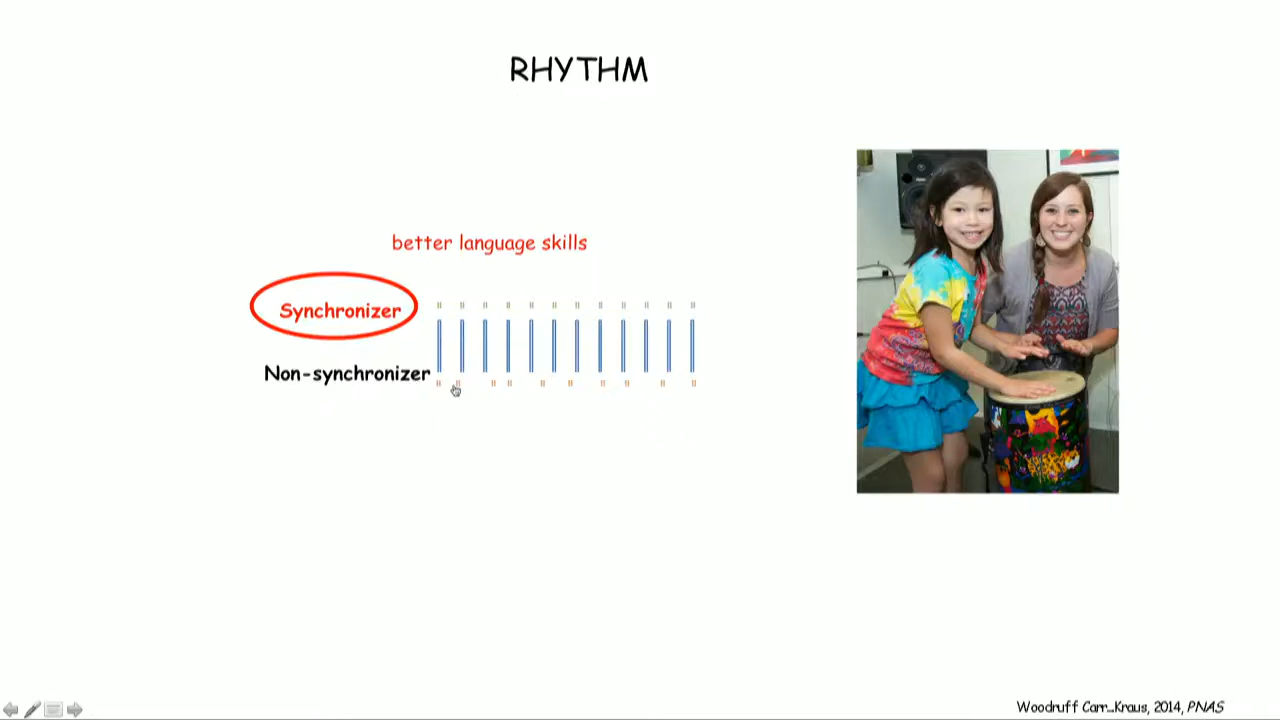 RHYTHM
better language skills
Synchronizer
Non-synchronizer
Woodruff Carr...Kraus, 2014, PNAS